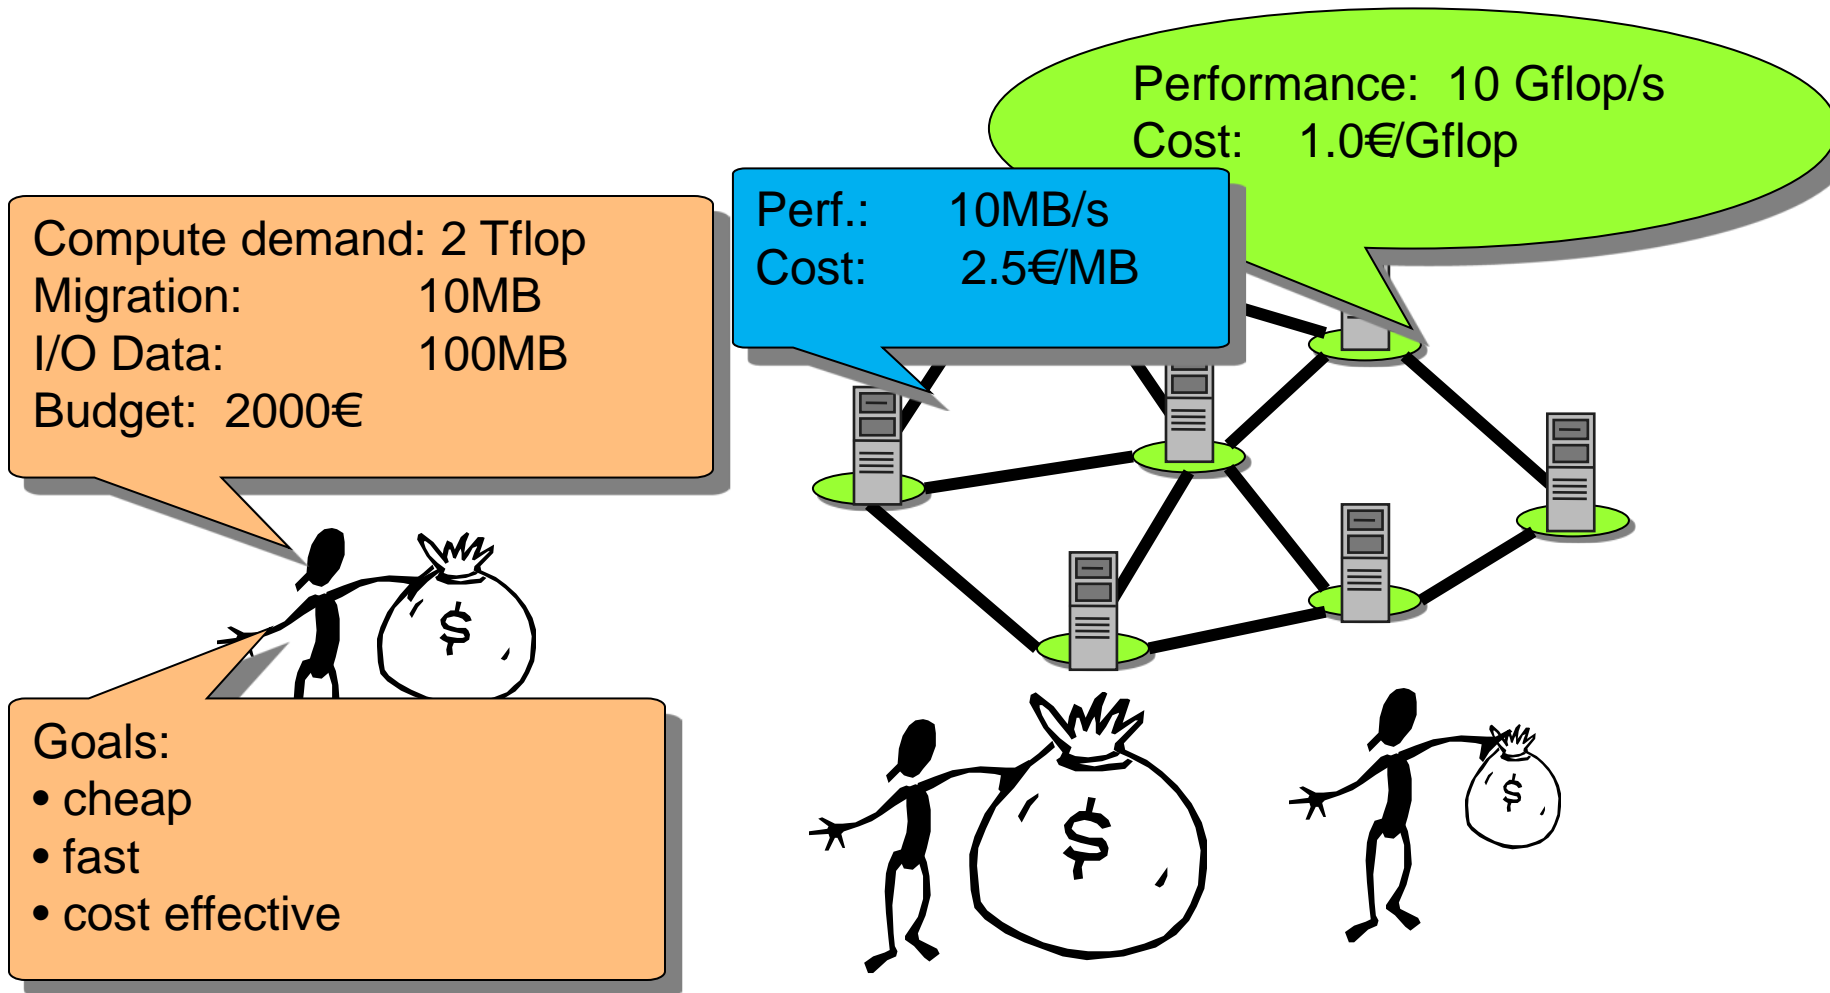 Performance: 10 Gflop/s
Cost: 1.0€/Gflop
Perf.: 10MB/s
Cost: 2.5€/MB
Compute demand: 2 Tflop
Migration: 10MB
I/O Data: 100MB
Budget: 2000€
$
Goals:
• cheap
• fast
• cost effective
$
$